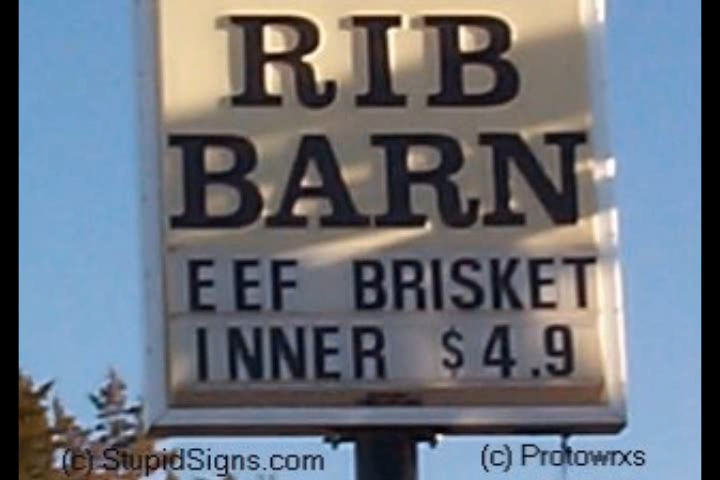 RIB
BARN
EEF BRISKET
INNER $4.9
(c) StupidSigns.com (c) Protowrxs